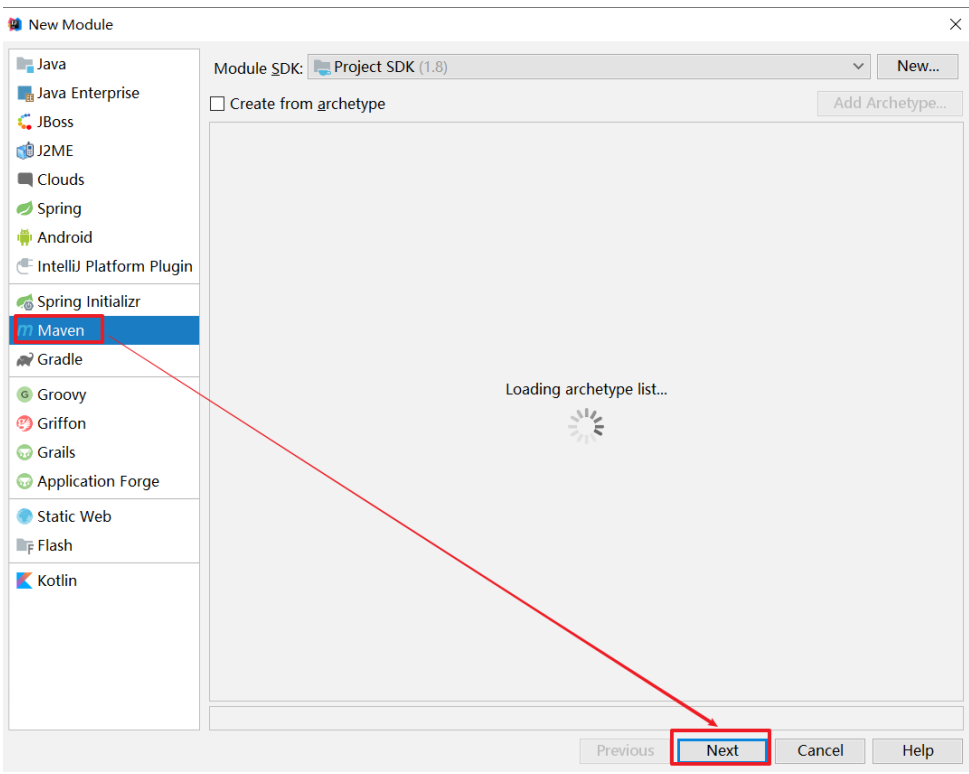 New Module
Java
Java Enterprise
JBoss
J2ME
Clouds
Spring
Android
IntelliJ Platform Plugin
Spring Initializr
Maven
Gradle
Groovy
Griffon
Grails
Application Forge
Static Web
Flash
Kotlin
Module SDK: Project SDK (1.8) New...
Create from archetype Add Archetype...
Loading archetype list...
Previous Next Cancel Help